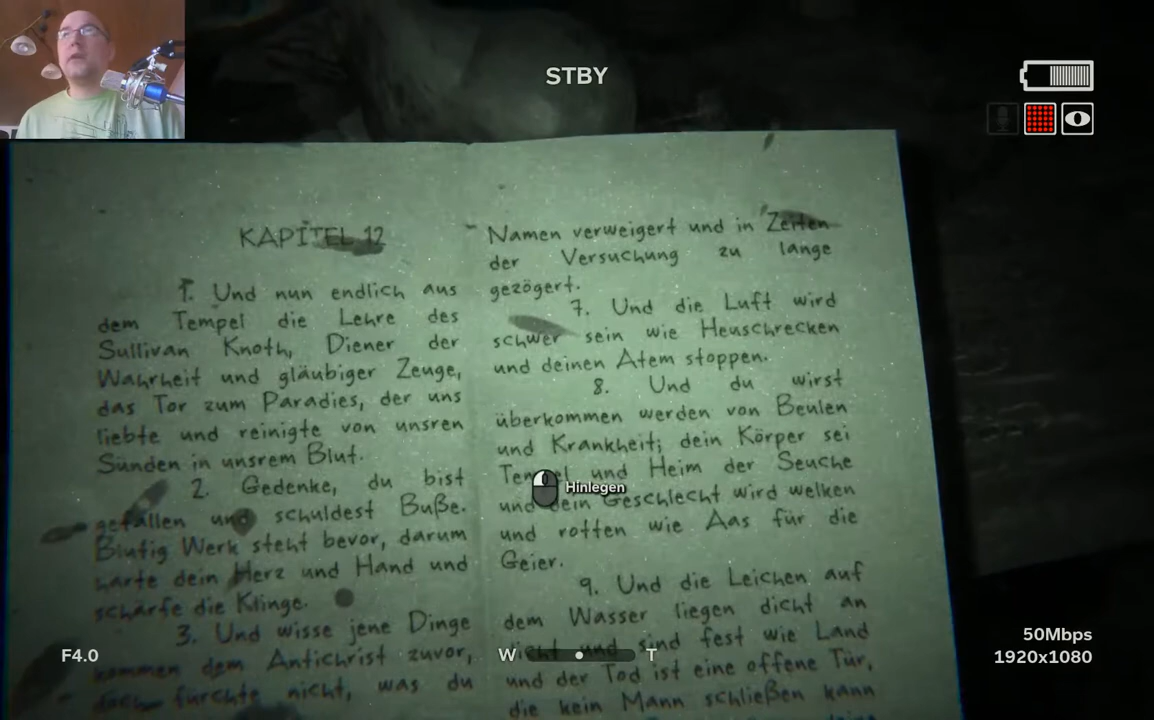 STBY
KAPITEL 12
1. Und nun endlich aus
dem Tempel die Lehre des
Sullivan Knoth, Diener der
Wahrheit und gläubiger Zeuge,
das Tor zum Paradies, der uns
liebte und reinigte von unsren
Sünden in unsrem Blut.
2. Gedenke, du bist
gefallen und schuldest Buße.
Blutig Werk steht bevor, darum
härte dein Herz und Hand und
schärfe die Klinge.
3. Und wisse jene Dinge
kommen dem Antichrist zuvor,
doch fürchte nicht, was du
Namen verweigert und in Zeiten
der Versuchung zu lange
gezögert.
7. Und die Luft wird
schwer sein wie Heuschrecken
und deinen Atem stoppen.
8. Und du wirst
überkommen werden von Beulen
und Krankheit; dein Körper sei
Tempel und Heim der Seuche
und dein Geschlecht wird welken
und rotten wie Aas für die
Geier.
9. Und die Leichen auf
dem Wasser liegen dicht an
dicht und sind fest wie Land
und der Tod ist eine offene Tür,
die kein Mann schließen kann
Hinlegen
F4.0
W T
50Mbps
1920x1080